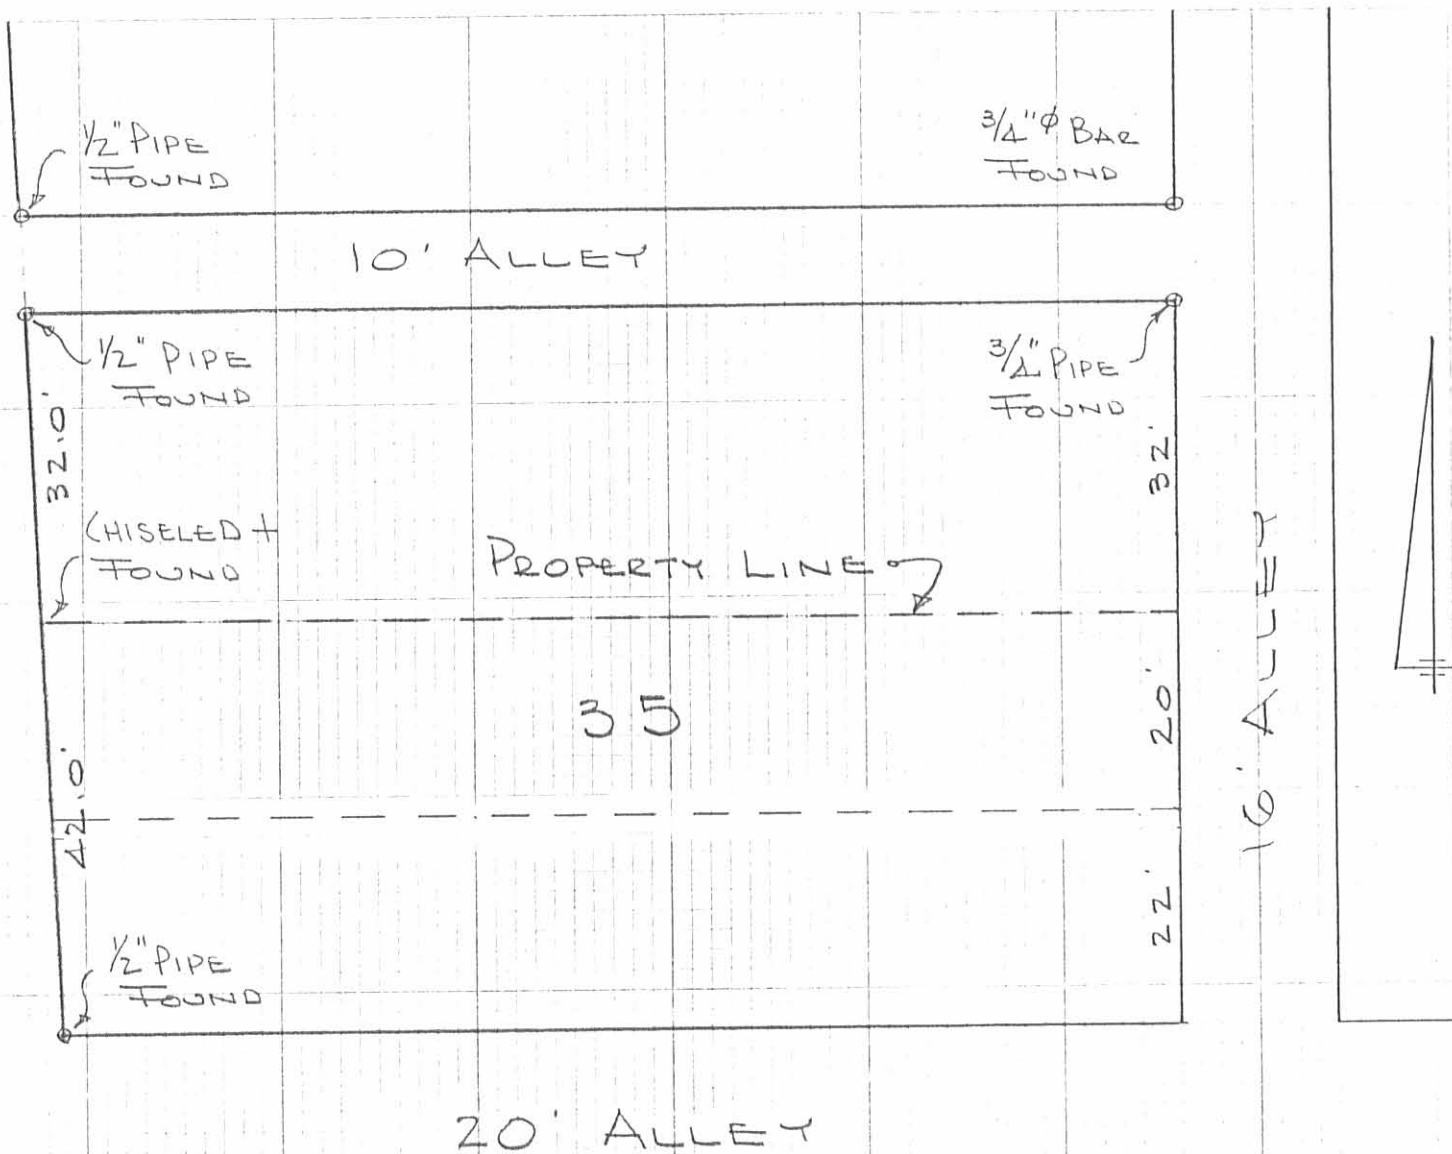 1/2" PIPE
FOUND
3/4"ϕ BAR
FOUND
10' ALLEY
1/2" PIPE
FOUND
3/4" PIPE
FOUND
32.0'
32'
CHISELED +
FOUND
PROPERTY LINE
35
20'
16' ALLEY
42.0'
22'
1/2" PIPE
FOUND
20' ALLEY